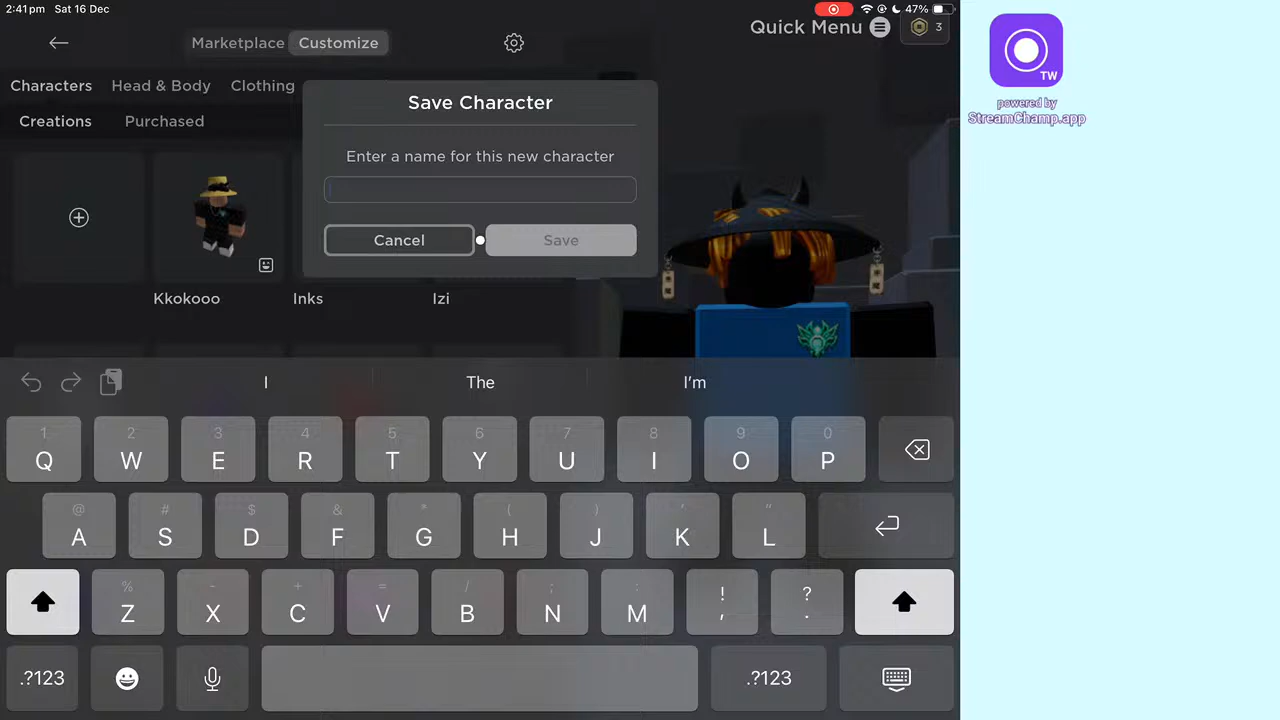 2:41pm Sat 16 Dec
47%
Marketplace Customize
Quick Menu
3
Characters Head & Body Clothing
Creations Purchased
Save Character
Enter a name for this new character
Cancel Save
Kkokooo Inks Izi
I The I'm
1 2 3 4 5 6 7 8 9 0
Q W E R T Y U I O P
@ # $ & * ( ) ' "
A S D F G H J K L
% - + = / ; : ! ?
Z X C V B N M , .
.?123 .?123
TW
powered by
StreamChamp.app